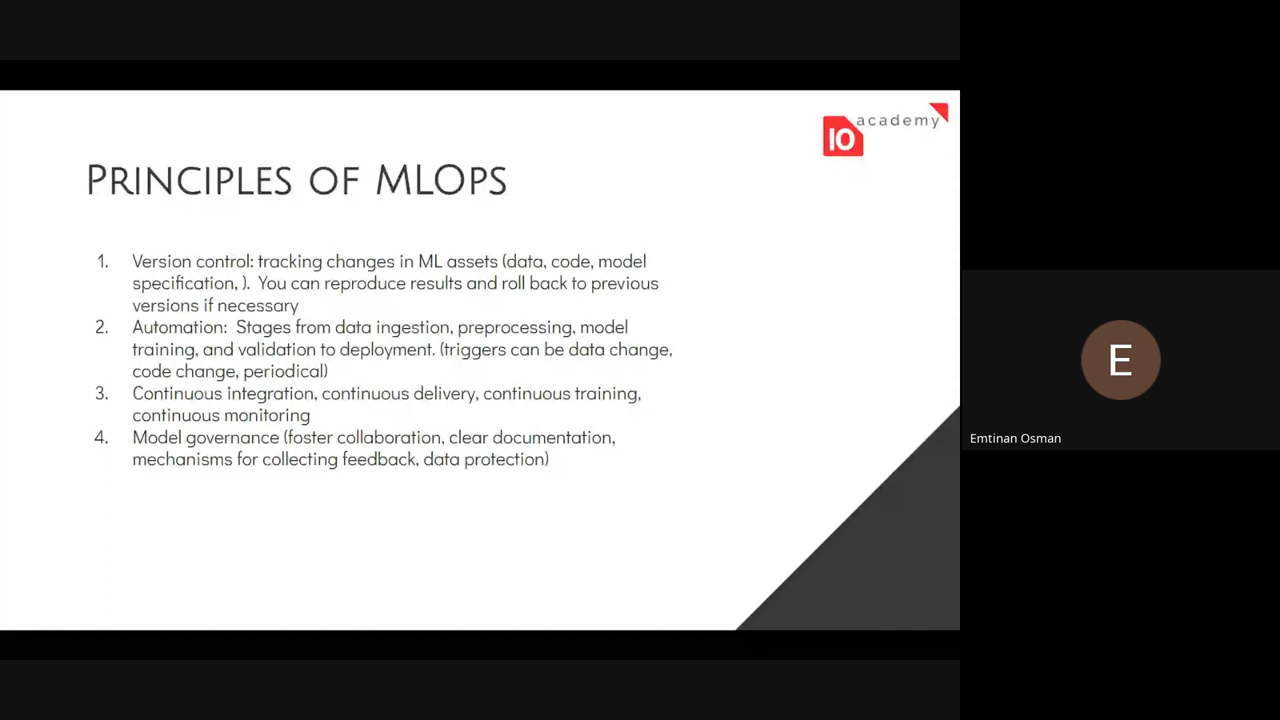 10 academy
PRINCIPLES OF MLOPS
1. Version control: tracking changes in ML assets (data, code, model
specification, ). You can reproduce results and roll back to previous
versions if necessary
2. Automation: Stages from data ingestion, preprocessing, model
training, and validation to deployment. (triggers can be data change,
code change, periodical)
3. Continuous integration, continuous delivery, continuous training,
continuous monitoring
4. Model governance (foster collaboration, clear documentation,
mechanisms for collecting feedback, data protection)
E
Emtinan Osman